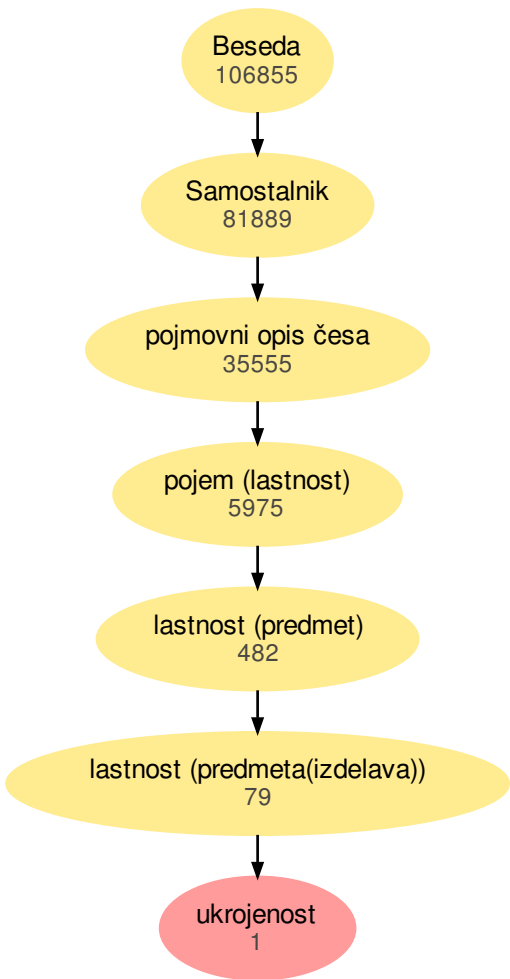 Beseda
106855
Samostalnik
81889
pojmovni opis česa
35555
pojem (lastnost)
5975
lastnost (predmet)
482
lastnost (predmeta(izdelava))
79
ukrojenost
1